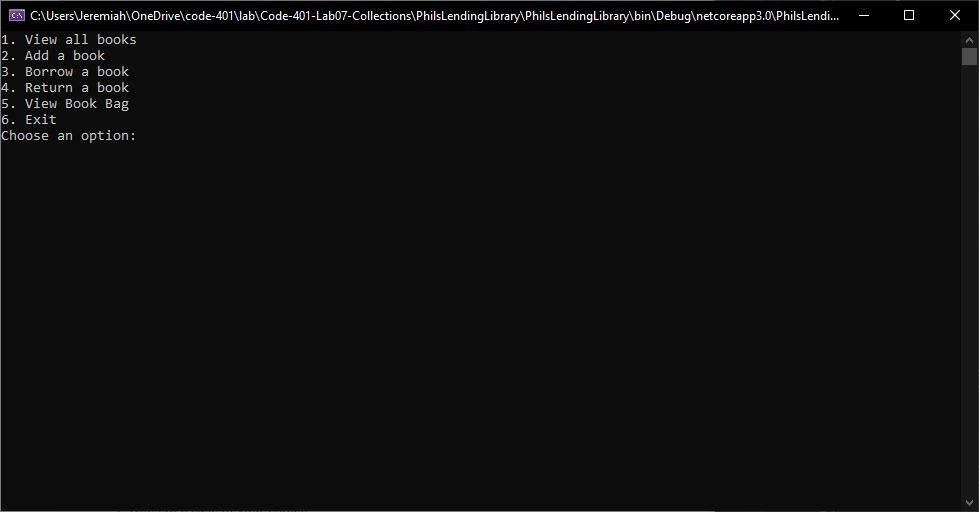 C:\Users\Jeremiah\OneDrive\code-401\lab\Code-401-Lab07-Collections\PhilsLendingLibrary\PhilsLendingLibrary\bin\Debug\netcoreapp3.0\PhilsLendi...
1. View all books
2. Add a book
3. Borrow a book
4. Return a book
5. View Book Bag
6. Exit
Choose an option: